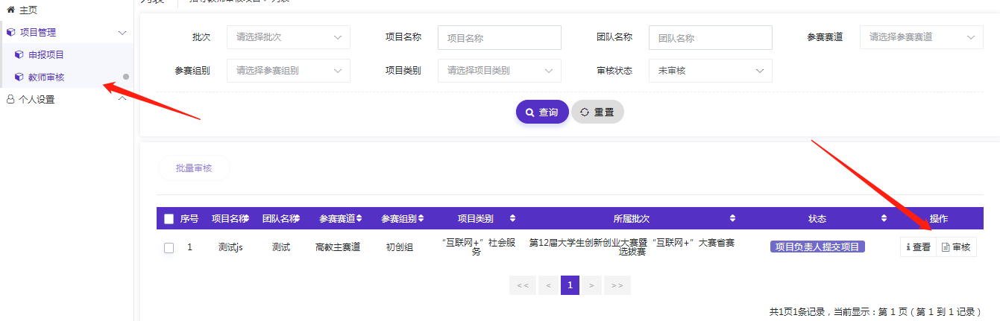 主页
项目管理
申报项目
教师审核
个人设置
批次 请选择批次 项目名称 项目名称 团队名称 团队名称 参赛赛道 请选择参赛赛道
参赛组别 请选择参赛组别 项目类别 请选择项目类别 审核状态 未审核
查询 重置
批量审核
序号 项目名称 团队名称 参赛赛道 参赛组别 项目类别 所属批次 状态 操作
1 测试js 测试 高教主赛道 初创组 “互联网+”社会服 第12届大学生创新创业大赛暨“互联网+”大赛省赛 项目负责人提交项目 查看 审核
务 选拔赛
<< < 1 > >>
共1页1条记录，当前显示：第 1 页（第 1 到 1 记录）